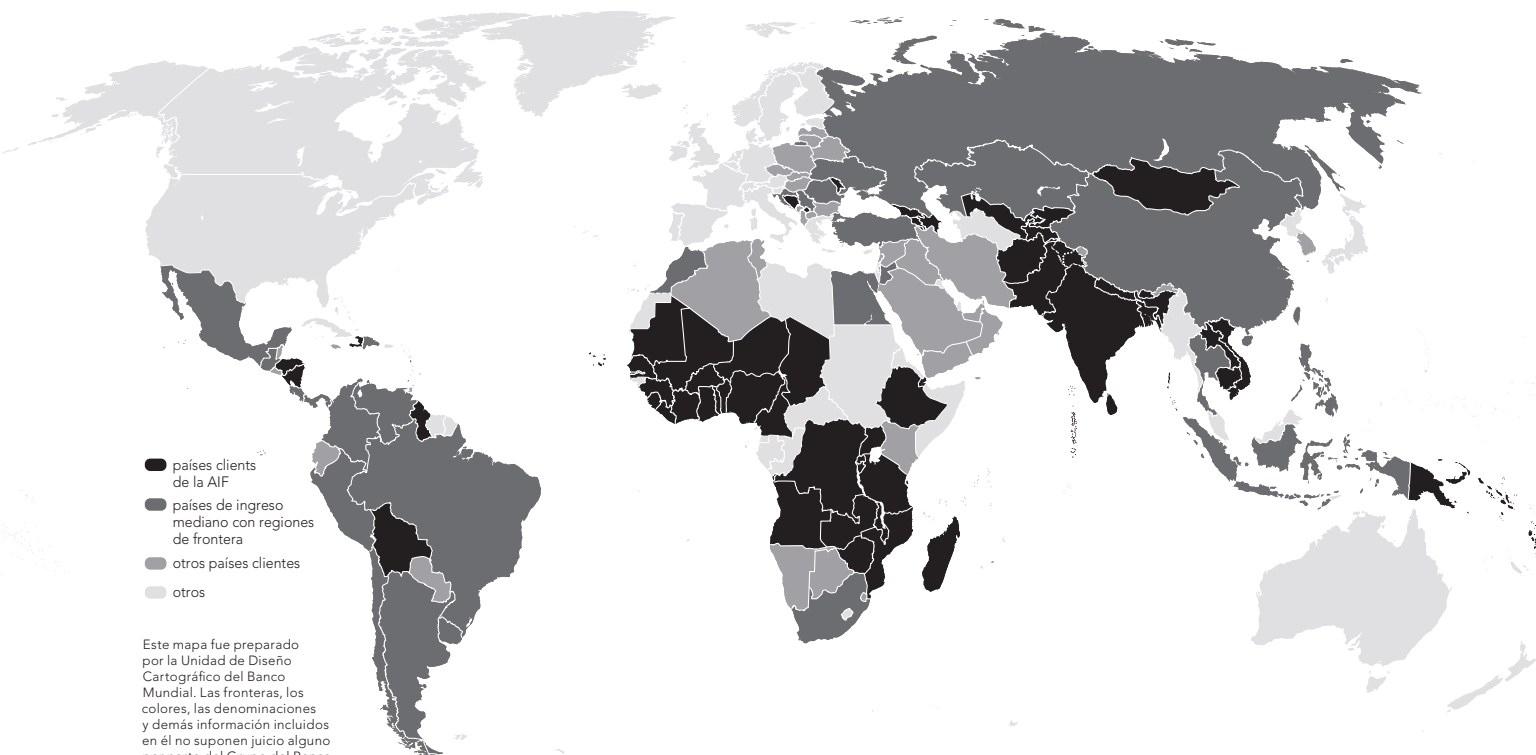 países clients
de la AIF
países de ingreso
mediano con regiones
de frontera
otros países clientes
otros
Este mapa fue preparado
por la Unidad de Diseño
Cartográfico del Banco
Mundial. Las fronteras, los
colores, las denominaciones
y demás información incluidos
en él no suponen juicio alguno